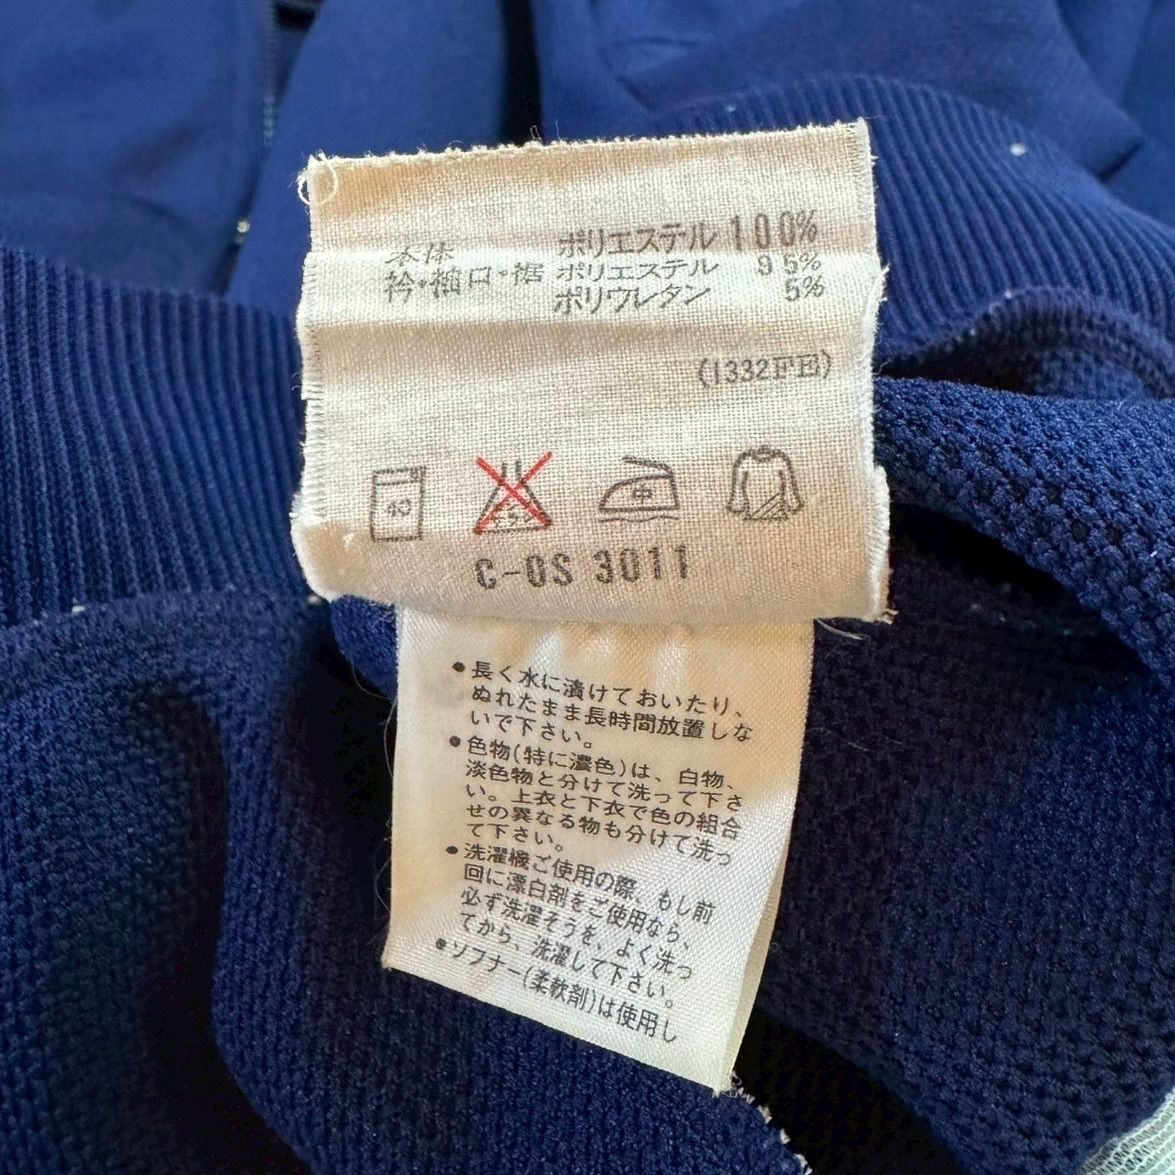 本体 ポリエステル 100%
衿・袖口・裾 ポリエステル 95%
ポリウレタン 5%
(1332FE)
40
エンソ
中
C-OS 3011
●長く水に漬けておいたり、
ぬれたまま長時間放置しな
いで下さい。
●色物(特に濃色)は、白物、
淡色物と分けて洗って下さ
い。上衣と下衣で色の組合
せの異なる物も分けて洗っ
て下さい。
●洗濯機ご使用の際、もし前
回に漂白剤をご使用なら、
必ず洗濯そうを、よく洗っ
てから、洗濯して下さい。
●ソフナー(柔軟剤)は使用し